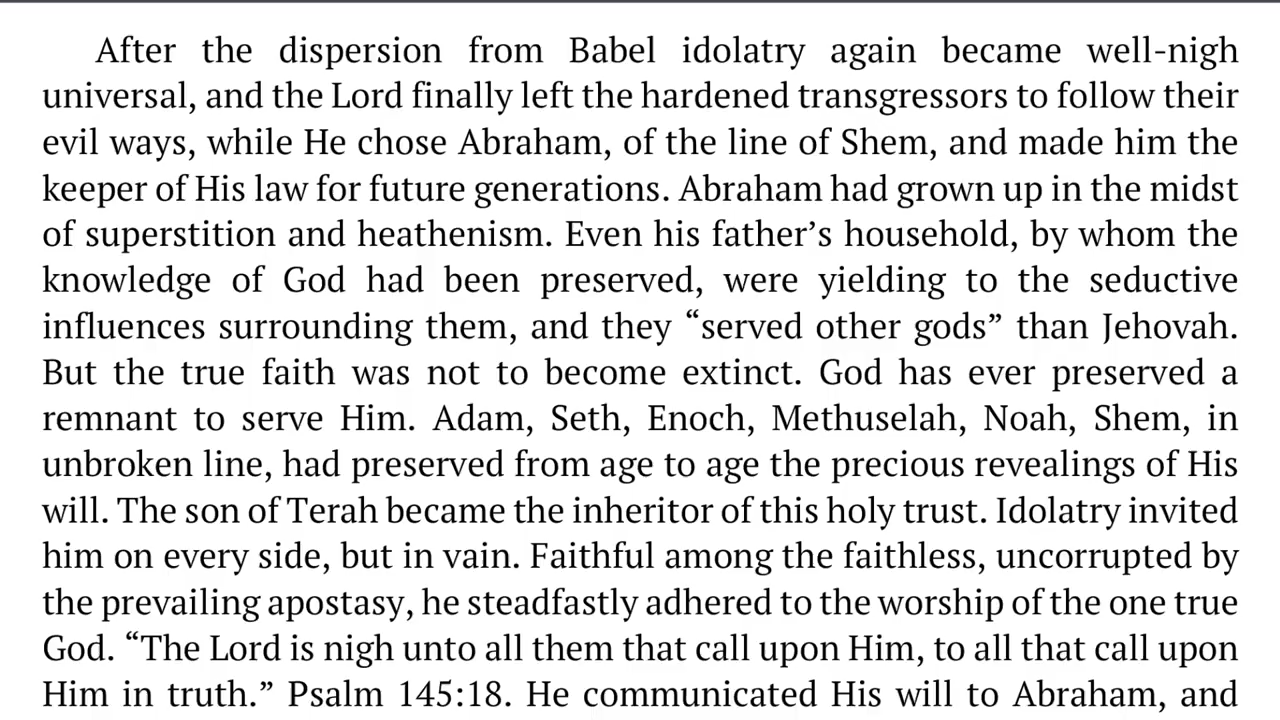 After the dispersion from Babel idolatry again became well-nigh
universal, and the Lord finally left the hardened transgressors to follow their
evil ways, while He chose Abraham, of the line of Shem, and made him the
keeper of His law for future generations. Abraham had grown up in the midst
of superstition and heathenism. Even his father’s household, by whom the
knowledge of God had been preserved, were yielding to the seductive
influences surrounding them, and they “served other gods” than Jehovah.
But the true faith was not to become extinct. God has ever preserved a
remnant to serve Him. Adam, Seth, Enoch, Methuselah, Noah, Shem, in
unbroken line, had preserved from age to age the precious revealings of His
will. The son of Terah became the inheritor of this holy trust. Idolatry invited
him on every side, but in vain. Faithful among the faithless, uncorrupted by
the prevailing apostasy, he steadfastly adhered to the worship of the one true
God. “The Lord is nigh unto all them that call upon Him, to all that call upon
Him in truth.” Psalm 145:18. He communicated His will to Abraham, and